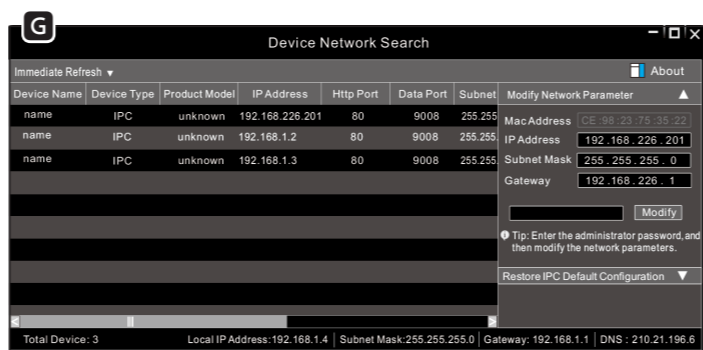 G
Device Network Search
Immediate Refresh ▼
About
Device Name Device Type Product Model IP Address Http Port Data Port Subnet
name IPC unknown 192.168.226.201 80 9008 255.255
name IPC unknown 192.168.1.2 80 9008 255.255.
name IPC unknown 192.168.1.3 80 9008 255.255.
Modify Network Parameter ▲
Mac Address CE:98:23:75:35:22
IP Address 192.168.226.201
Subnet Mask 255.255.255.0
Gateway 192.168.226.1
Modify
Tip: Enter the administrator password, and
then modify the network parameters.
Restore IPC Default Configuration ▼
Total Device: 3 Local IP Address:192.168.1.4 Subnet Mask:255.255.255.0 Gateway: 192.168.1.1 DNS : 210.21.196.6